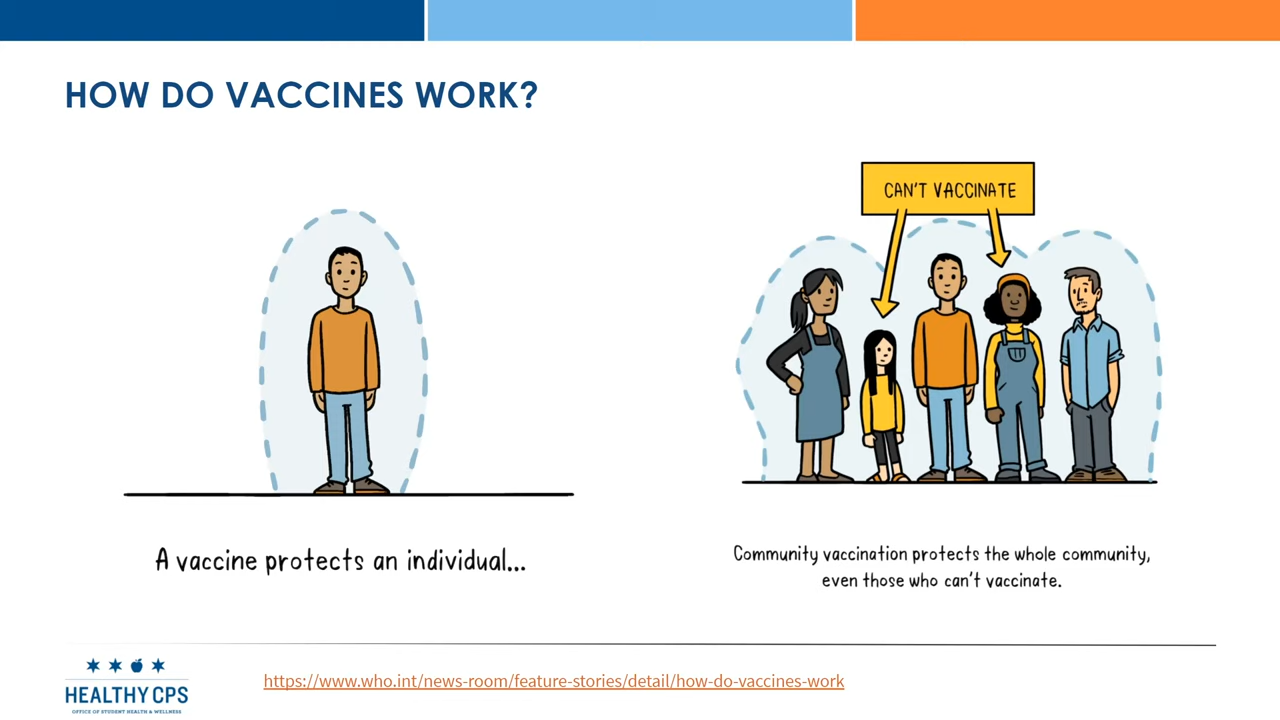 HOW DO VACCINES WORK?
CAN'T VACCINATE
A vaccine protects an individual...
Community vaccination protects the whole community,
even those who can't vaccinate.
HEALTHY CPS
OFFICE OF STUDENT HEALTH & WELLNESS
https://www.who.int/news-room/feature-stories/detail/how-do-vaccines-work